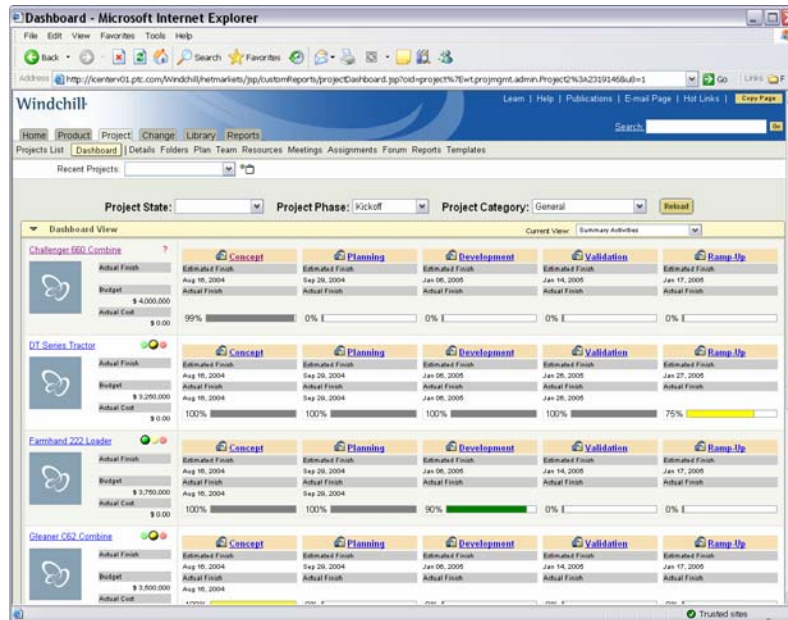 Dashboard - Microsoft Internet Explorer
File Edit View Favorites Tools Help
Back Search Favorites
Address http://icenterv01.ptc.com/Windchill/netmarkets/jsp/customReports/projectDashboard.jsp?oid=project%7Ewt.projmgmt.admin.Project2%3A2319146&u8=1 Go Links
Windchill
Learn | Help | Publications | E-mail Page | Hot Links | Copy Page
Search: Go
Home Product Project Change Library Reports
Projects List Dashboard | Details Folders Plan Team Resources Meetings Assignments Forum Reports Templates
Recent Projects:
Project State: Project Phase: Kickoff Project Category: General Reload
Dashboard View Current View: Summary Activities
Challenger 660 Combine ?
Actual Finish
Budget
$ 4,000,000
Actual Cost
$ 0.00
Concept Planning Development Validation Ramp-Up
Estimated Finish Estimated Finish Estimated Finish Estimated Finish Estimated Finish
Aug 16, 2004 Sep 29, 2004 Jan 06, 2005 Jan 14, 2005 Jan 17, 2005
Actual Finish Actual Finish Actual Finish Actual Finish Actual Finish
99% 0% 0% 0% 0%
DT Series Tractor
Actual Finish
Budget
$ 3,250,000
Actual Cost
$ 0.00
Concept Planning Development Validation Ramp-Up
Estimated Finish Estimated Finish Estimated Finish Estimated Finish Estimated Finish
Aug 16, 2004 Sep 29, 2004 Jan 06, 2005 Jan 26, 2005 Jan 27, 2005
Actual Finish Actual Finish Actual Finish Actual Finish Actual Finish
Aug 16, 2004 Sep 29, 2004 Jan 06, 2005 Jan 26, 2005
100% 100% 100% 100% 75%
Farmhand 222 Loader
Actual Finish
Budget
$ 3,750,000
Actual Cost
$ 0.00
Concept Planning Development Validation Ramp-Up
Estimated Finish Estimated Finish Estimated Finish Estimated Finish Estimated Finish
Aug 16, 2004 Sep 29, 2004 Jan 06, 2005 Jan 14, 2005 Jan 17, 2005
Actual Finish Actual Finish Actual Finish Actual Finish Actual Finish
Aug 16, 2004 Sep 29, 2004
100% 100% 90% 0% 0%
Gleaner C62 Combine
Actual Finish
Budget
$ 3,500,000
Actual Cost
Concept Planning Development Validation Ramp-Up
Estimated Finish Estimated Finish Estimated Finish Estimated Finish Estimated Finish
Aug 16, 2004 Sep 29, 2004 Jan 06, 2005 Jan 14, 2005 Jan 17, 2005
Actual Finish Actual Finish Actual Finish Actual Finish Actual Finish
Aug 16, 2004
Trusted sites